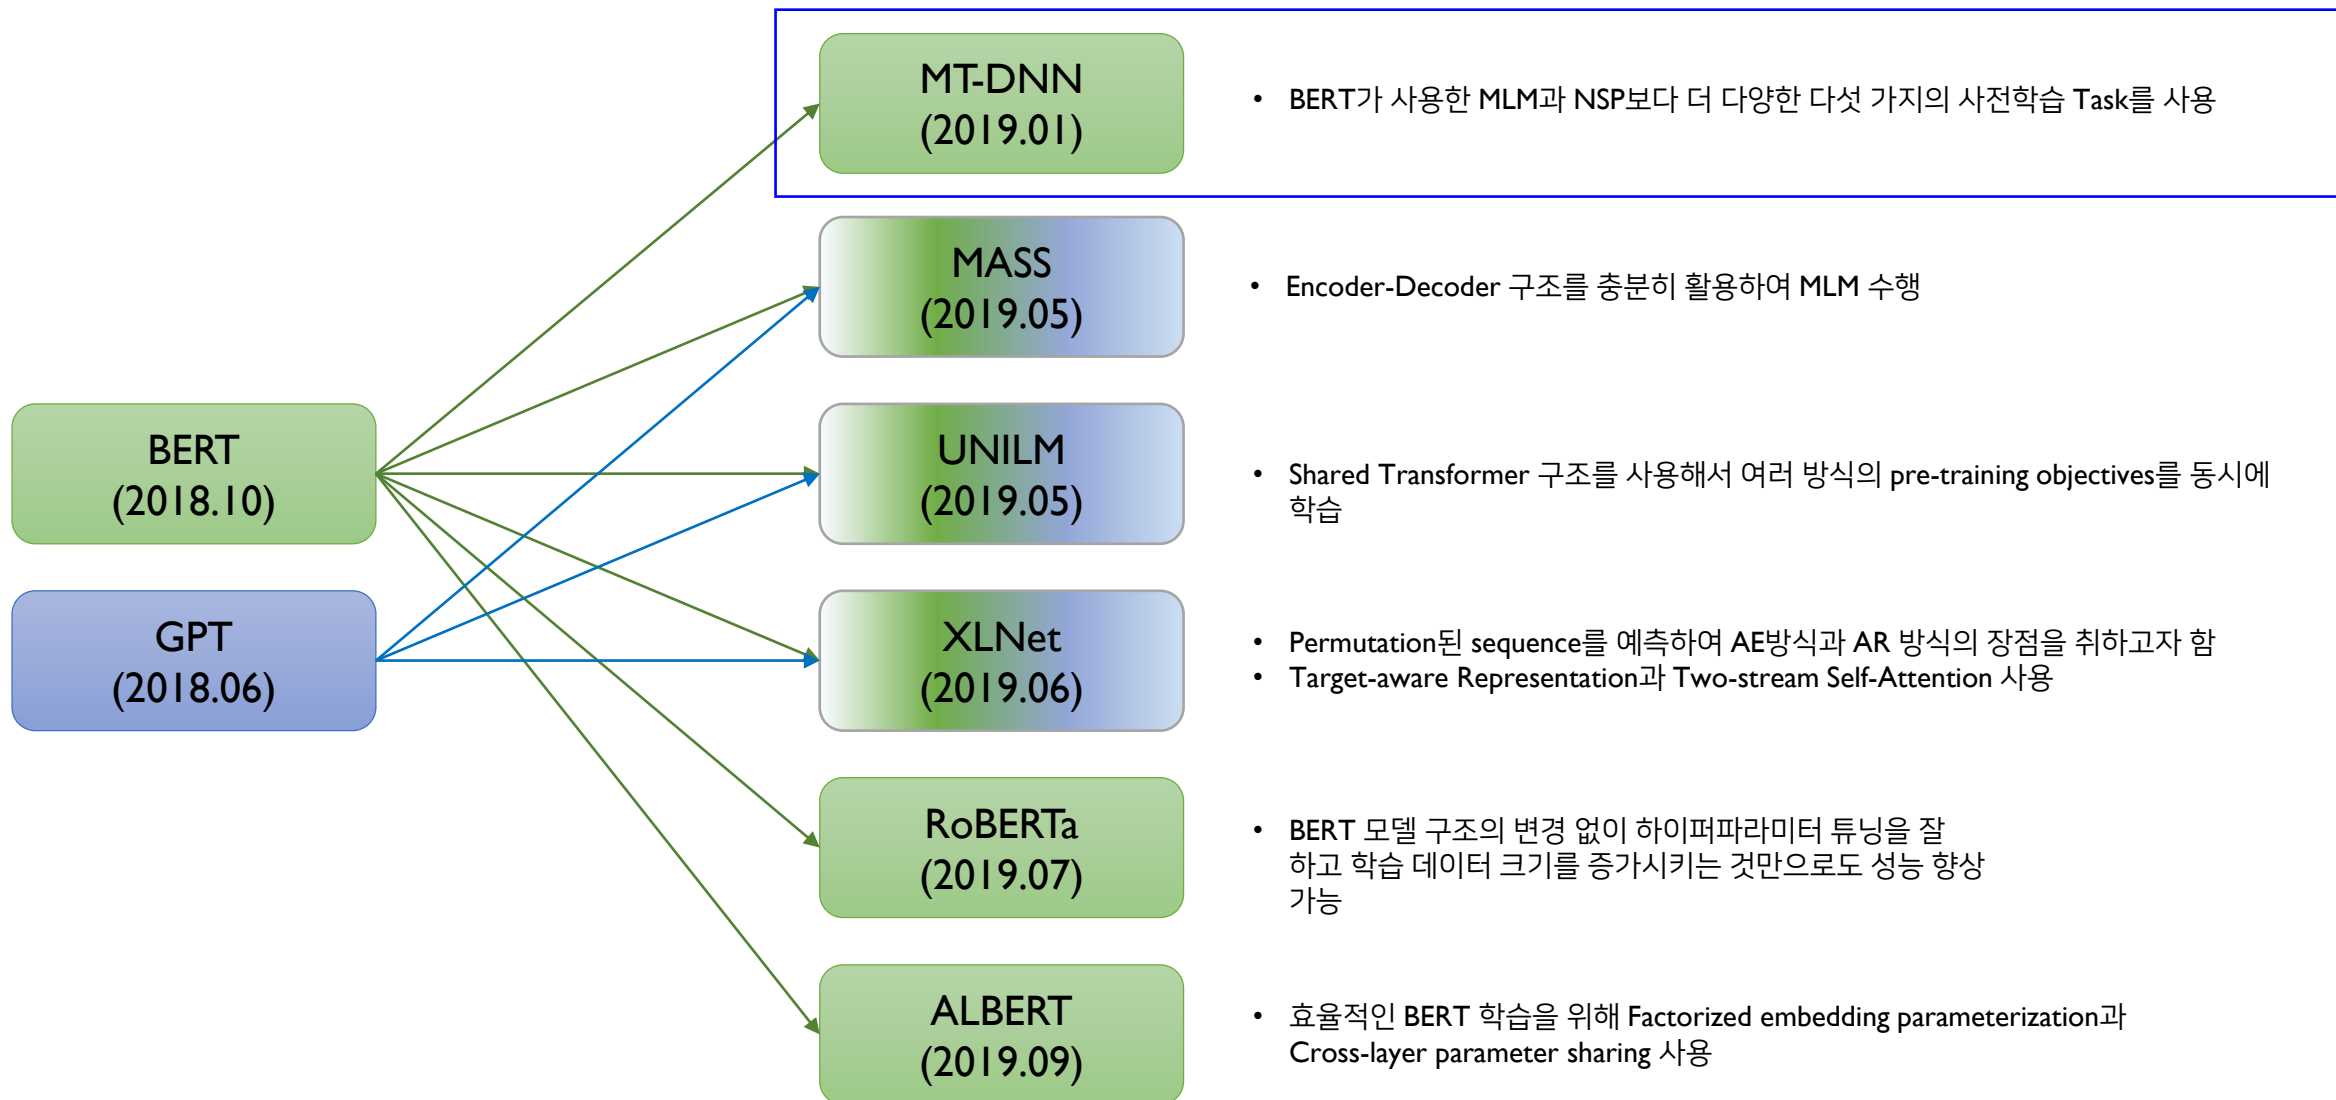 MT-DNN
(2019.01)
• BERT가 사용한 MLM과 NSP보다 더 다양한 다섯 가지의 사전학습 Task를 사용
MASS
(2019.05)
• Encoder-Decoder 구조를 충분히 활용하여 MLM 수행
BERT
(2018.10)
UNILM
(2019.05)
• Shared Transformer 구조를 사용해서 여러 방식의 pre-training objectives를 동시에
학습
GPT
(2018.06)
XLNet
(2019.06)
• Permutation된 sequence를 예측하여 AE방식과 AR 방식의 장점을 취하고자 함
• Target-aware Representation과 Two-stream Self-Attention 사용
RoBERTa
(2019.07)
• BERT 모델 구조의 변경 없이 하이퍼파라미터 튜닝을 잘
하고 학습 데이터 크기를 증가시키는 것만으로도 성능 향상
가능
ALBERT
(2019.09)
• 효율적인 BERT 학습을 위해 Factorized embedding parameterization과
Cross-layer parameter sharing 사용